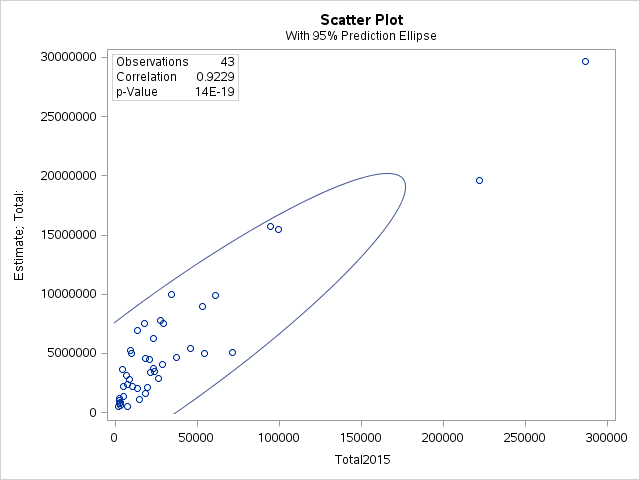 Scatter Plot
With 95% Prediction Ellipse
Observations 43
Correlation 0.9229
p-Value 14E-19
30000000
25000000
20000000
15000000
10000000
5000000
0
Estimate; Total:
0 50000 100000 150000 200000 250000 300000
Total2015